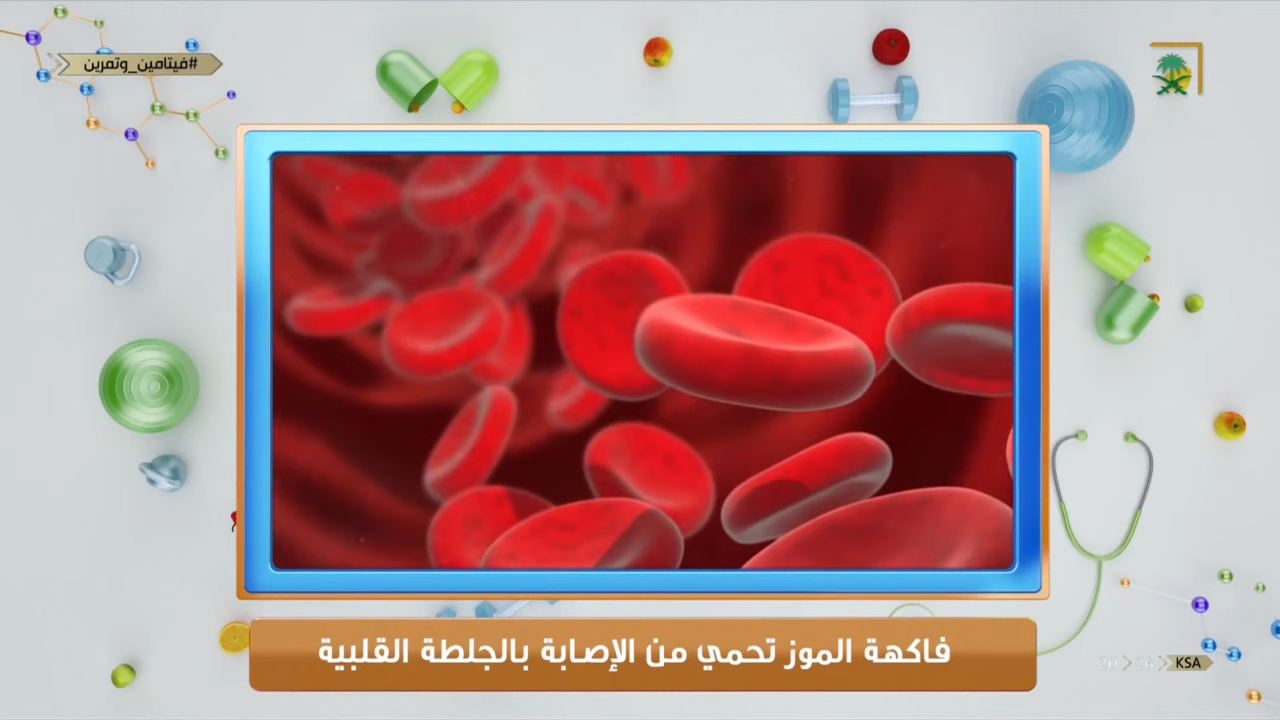 #فيتامين_وتمرين
فاكهة الموز تحمي من الإصابة بالجلطة القلبية
KSA